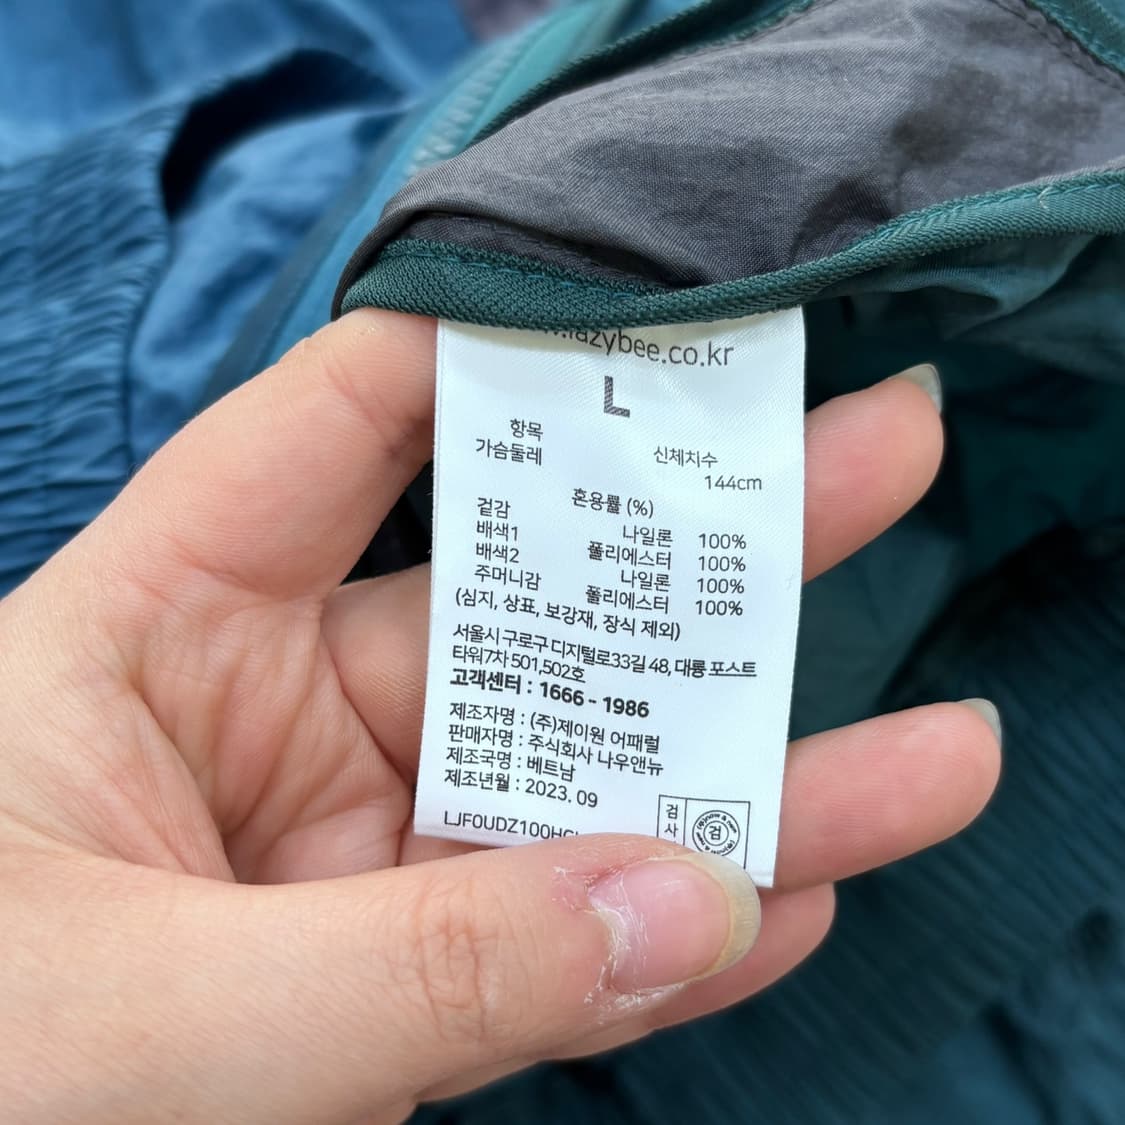 .lazybee.co.kr
L
항목 신체치수
가슴둘레 144cm
혼용률 (%)
겉감 나일론 100%
배색1 폴리에스터 100%
배색2 나일론 100%
주머니감 폴리에스터 100%
(심지, 상표, 보강재, 장식 제외)
서울시 구로구 디지털로33길 48, 대륭 포스트
타워7차 501,502호
고객센터 : 1666 - 1986
제조자명 : (주)제이원 어패럴
판매자명 : 주식회사 나우앤뉴
제조국명 : 베트남
제조년월 : 2023. 09
LJF0UDZ100HG
검사
검